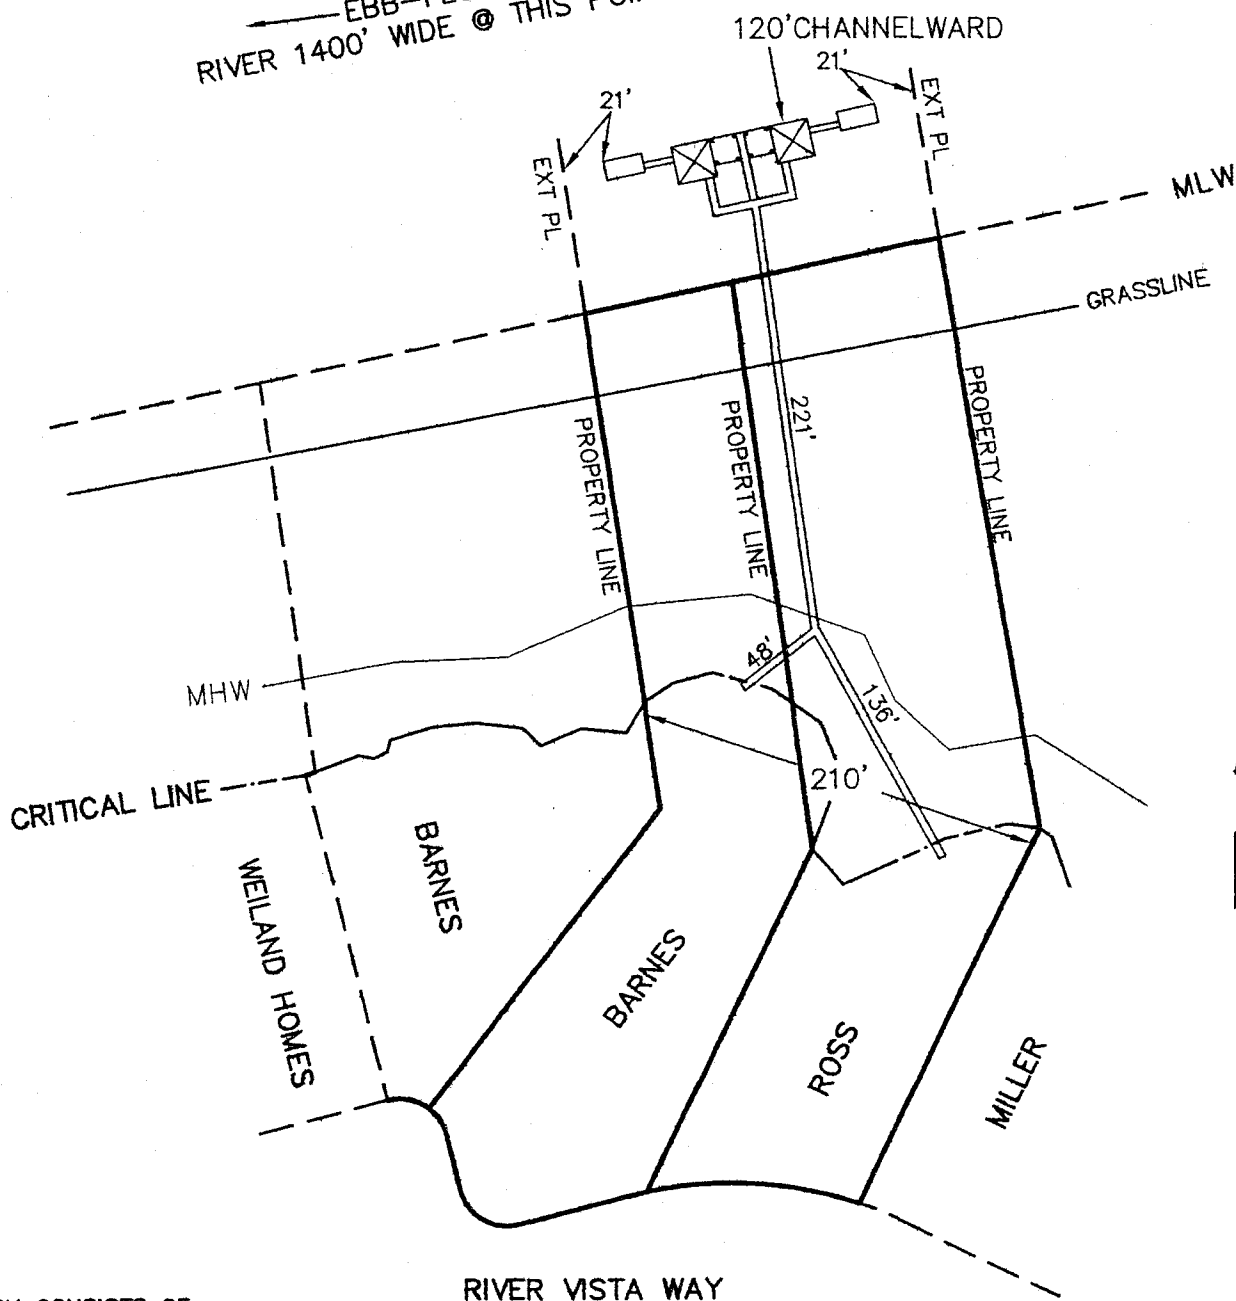 RIVER 1400' WIDE @ THIS
120'CHANNELWARD
21'
21'
EXT PL
EXT PL
MLW
GRASSLINE
PROPERTY LINE
PROPERTY LINE
221'
PROPERTY LINE
48'
MHW
136'
210'
CRITICAL LINE
BARNES
WEILAND HOMES
BARNES
ROSS
MILLER
RIVER VISTA WAY